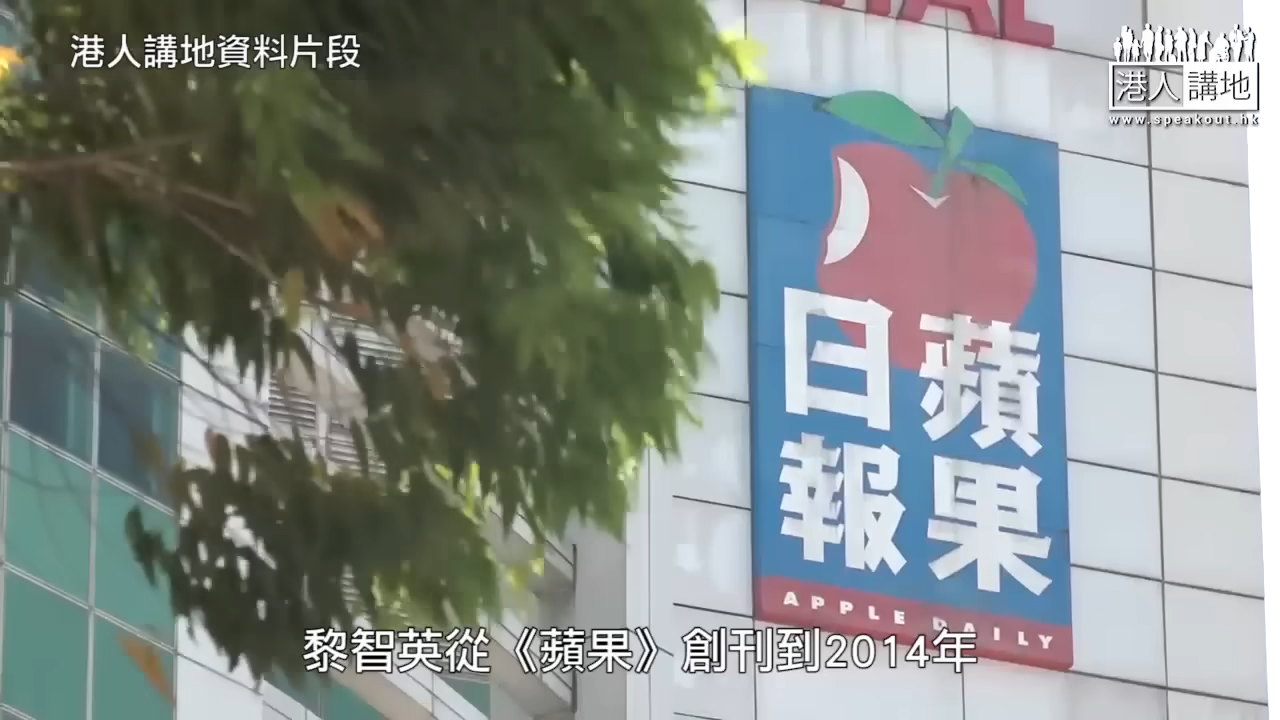 港人講地資料片段
港人講地
www.speakout.hk
蘋果
日報
APPLE DAILY
黎智英從《蘋果》創刊到2014年